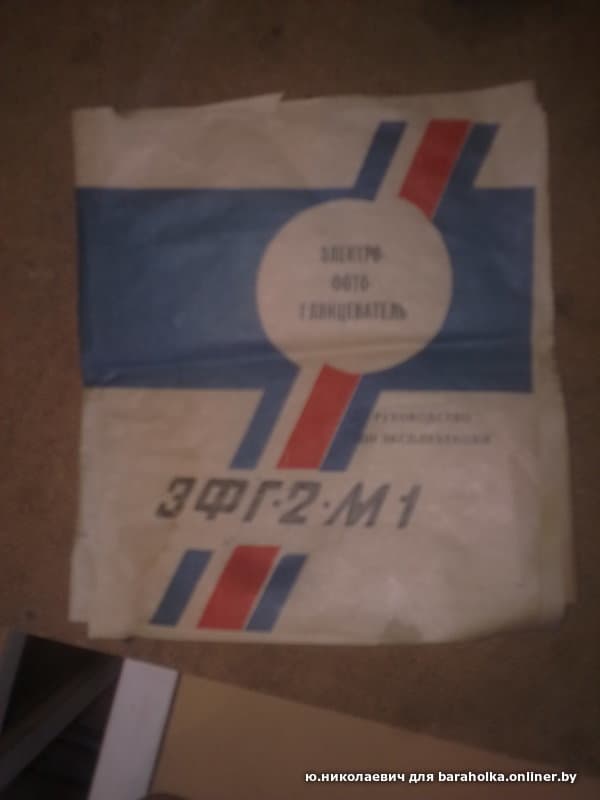 ЭЛЕКТРО-
ФОТО-
ГЛЯНЦЕВАТЕЛЬ
РУКОВОДСТВО
ПО ЭКСПЛУАТАЦИИ
ЭФГ·2·М1
ю.николаевич для baraholka.onliner.by